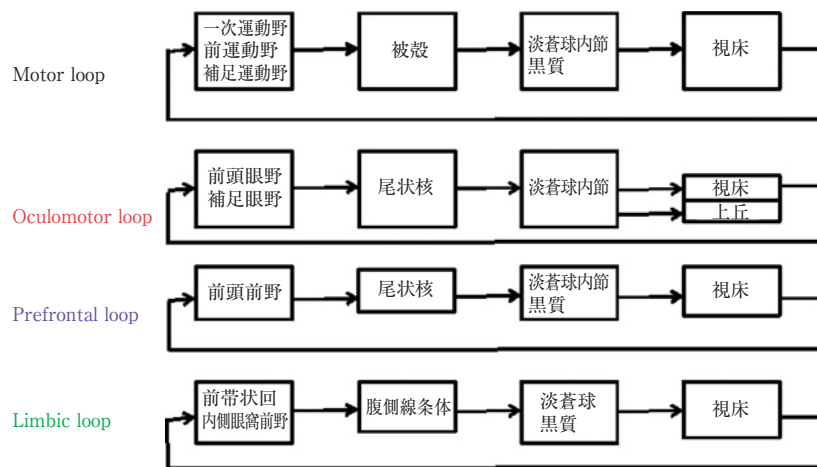 Motor loop
一次運動野
前運動野
補足運動野
被殻
淡蒼球内節
黒質
視床
Oculomotor loop
前頭眼野
補足眼野
尾状核
淡蒼球内節
視床
上丘
Prefrontal loop
前頭前野
尾状核
淡蒼球内節
黒質
視床
Limbic loop
前帯状回
内側眼窩前野
腹側線条体
淡蒼球
黒質
視床